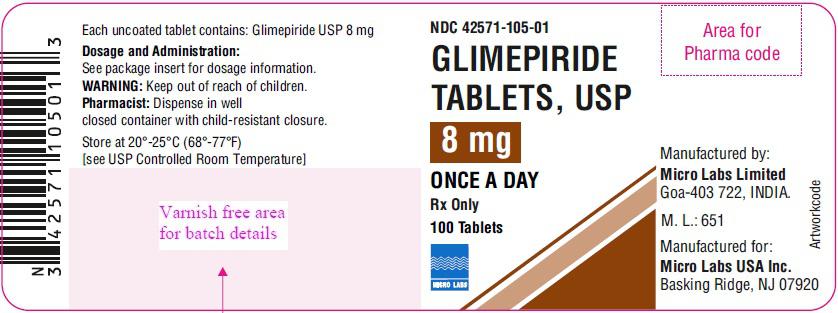 N
3 42571 10501 3
Each uncoated tablet contains: Glimepiride USP 8 mg
Dosage and Administration:
See package insert for dosage information.
WARNING: Keep out of reach of children.
Pharmacist: Dispense in well
closed container with child-resistant closure.
Store at 20°-25°C (68°-77°F)
[see USP Controlled Room Temperature]
Varnish free area
for batch details
NDC 42571-105-01
GLIMEPIRIDE
TABLETS, USP
8 mg
ONCE A DAY
Rx Only
100 Tablets
MICRO LABS
Area for
Pharma code
Manufactured by:
Micro Labs Limited
Goa-403 722, INDIA.
M. L.: 651
Manufactured for:
Micro Labs USA Inc.
Basking Ridge, NJ 07920
Artworkcode